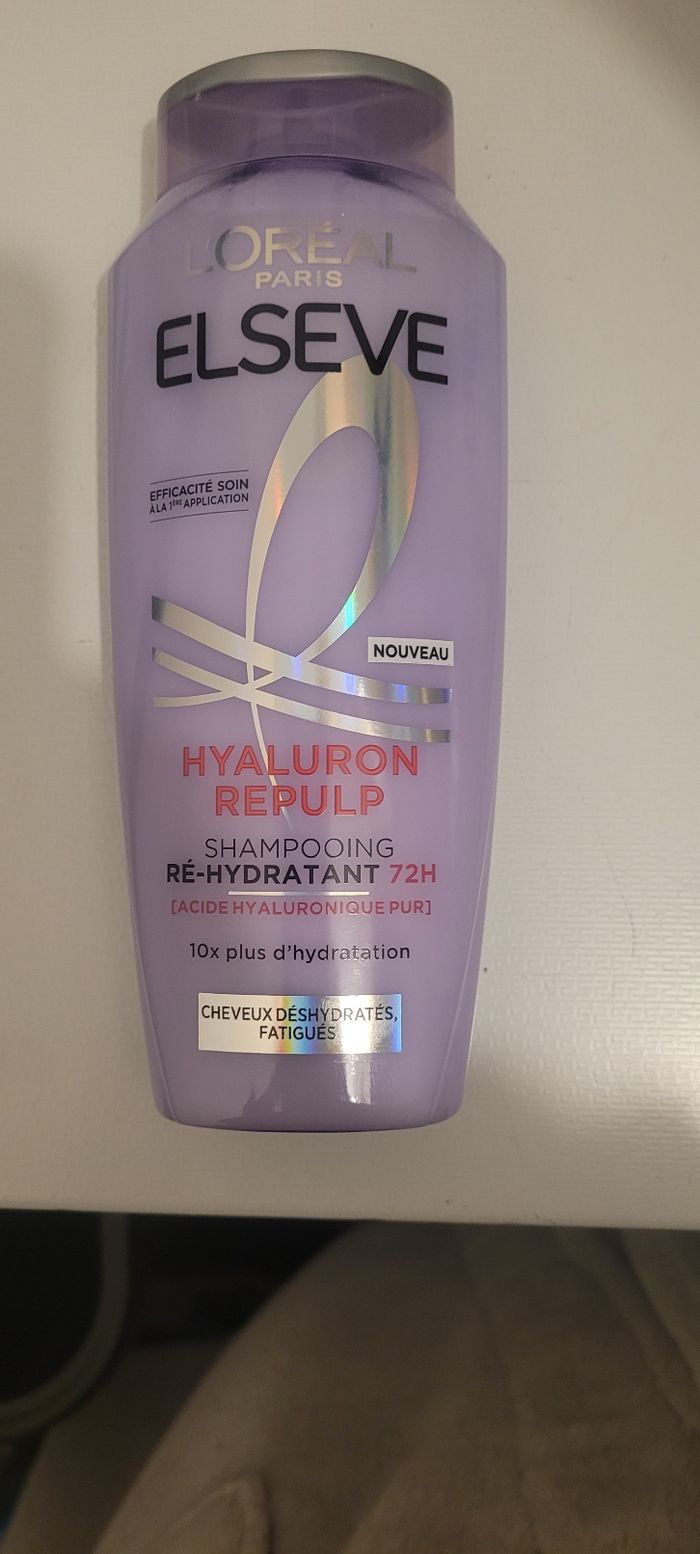 L'ORÉAL
PARIS
ELSEVE
EFFICACITÉ SOIN
À LA 1ÈRE APPLICATION
NOUVEAU
HYALURON
REPULP
SHAMPOOING
RÉ-HYDRATANT 72H
[ACIDE HYALURONIQUE PUR]
10x plus d'hydratation
CHEVEUX DÉSHYDRATÉS,
FATIGUÉS